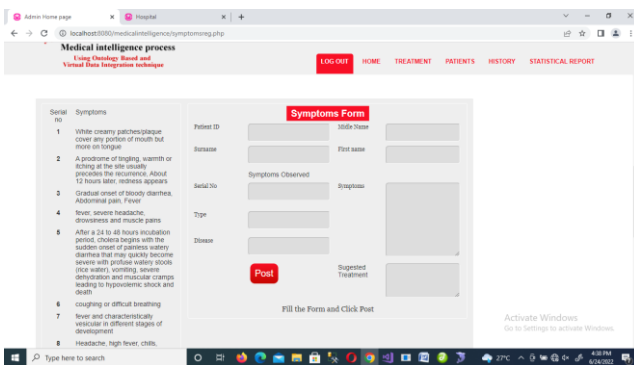 Admin Home page
Hospital
localhost:8080/medicalintelligence/symptomsreg.php
Medical intelligence process
Using Ontology Based and
Virtual Data Integration technique
LOG OUT HOME TREATMENT PATIENTS HISTORY STATISTICAL REPORT
Serial no Symptoms
1 White creamy patches/plaque
cover any portion of mouth but
more on tongue
2 A prodrome of tingling, warmth or
itching at the site usually
precedes the recurrence, About
12 hours later, redness appears
3 Gradual onset of bloody diarrhea,
Abdominal pain, Fever
4 fever, severe headache,
drowsiness and muscle pains
5 After a 24 to 48 hours incubation
period, cholera begins with the
sudden onset of painless watery
diarrhea that may quickly become
severe with profuse watery stools
(rice water), vomiting, severe
dehydration and muscular cramps
leading to hypovolemic shock and
death
6 coughing or difficult breathing
7 fever and characteristically
vesicular in different stages of
development
8 Headache, high fever, chills,
Symptoms Form
Patient ID Midle Name
Surname First name
Symptoms Observed
Serial No Symptoms
Type
Disease
Post
Sugested
Treatment
Fill the Form and Click Post
Activate Windows
Go to Settings to activate Windows.
Type here to search
27°C
4:38 PM
6/24/2022